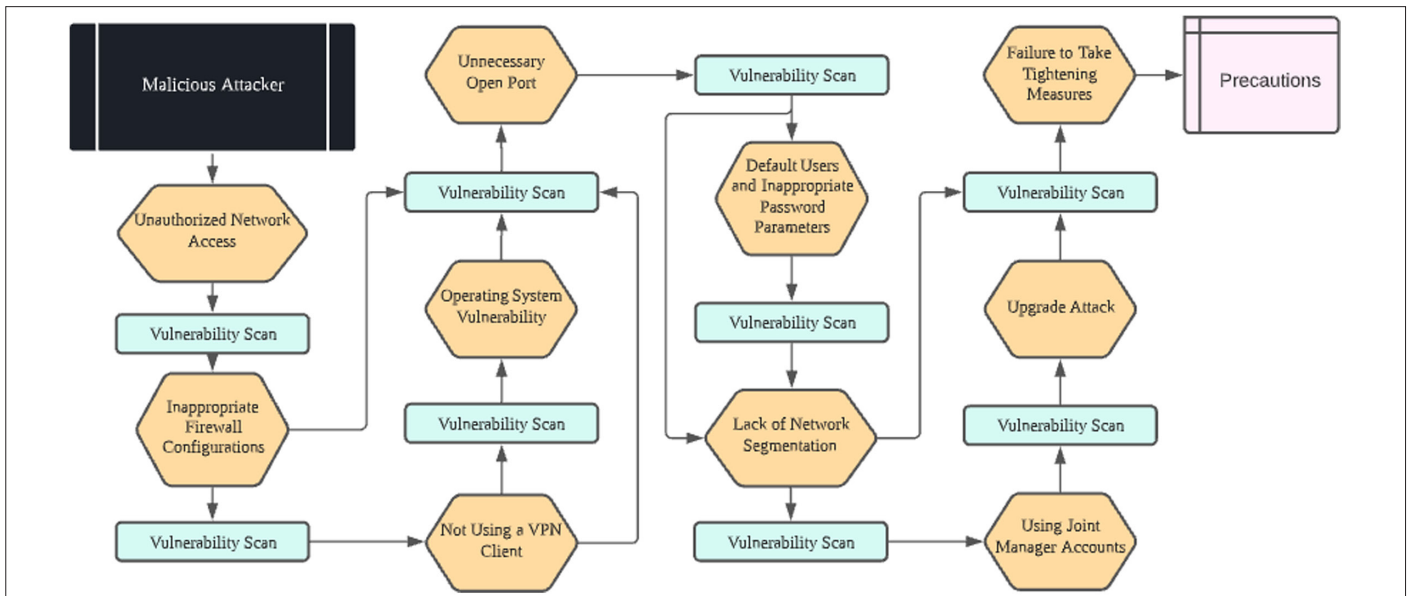 Malicious Attacker
Unauthorized Network
Access
Vulnerability Scan
Inappropriate
Firewall
Configurations
Vulnerability Scan
Not Using a VPN
Client
Vulnerability Scan
Operating System
Vulnerability
Vulnerability Scan
Unnecessary
Open Port
Vulnerability Scan
Default Users
and Inappropriate
Password
Parameters
Vulnerability Scan
Lack of Network
Segmentation
Vulnerability Scan
Using Joint
Manager Accounts
Vulnerability Scan
Upgrade Attack
Vulnerability Scan
Failure to Take
Tightening
Measures
Precautions